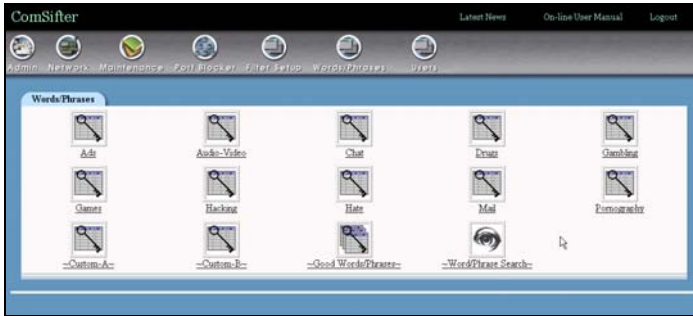 ComSifter Latest News On-line User Manual Logout
Admin Network Maintenance Port Blocker Filter Setup Words/Phrases Users
Words/Phrases
Ads Audio-Video Chat Drugs Gambling
Games Hacking Hate Mail Pornography
~Custom-A~ ~Custom-B~ ~Good Words/Phrases~ ~Word/Phrase Search~